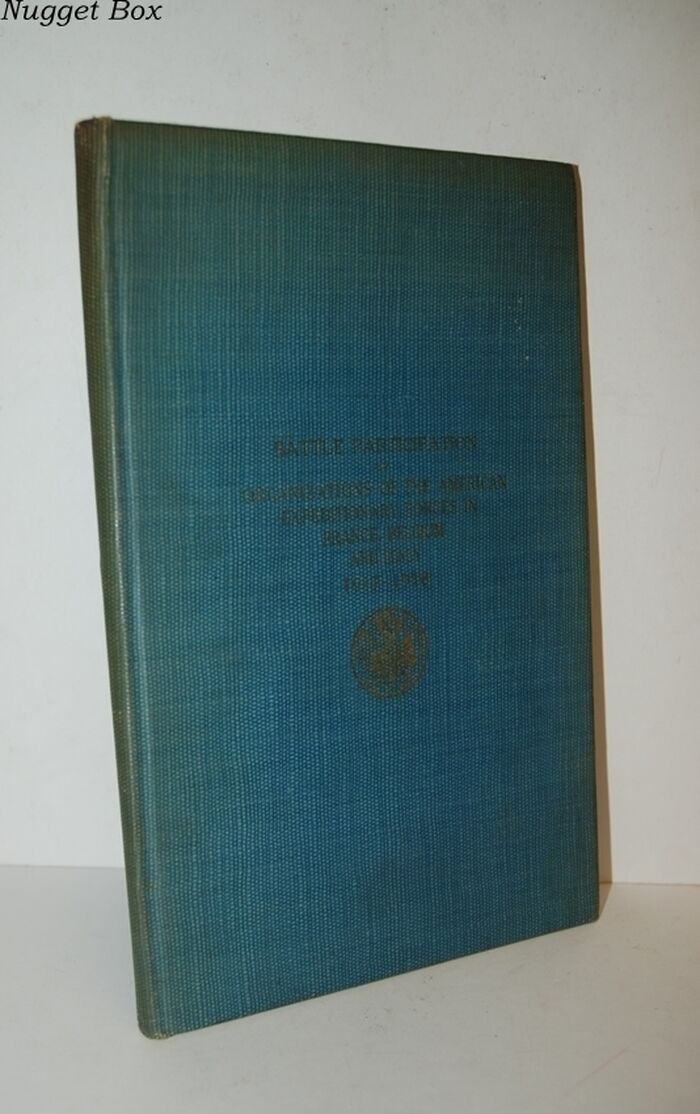 Nugget Box
BATTLE PARTICIPATION
OF
ORGANIZATIONS OF THE AMERICAN
EXPEDITIONARY FORCES IN
FRANCE, BELGIUM
AND ITALY
1917-1918